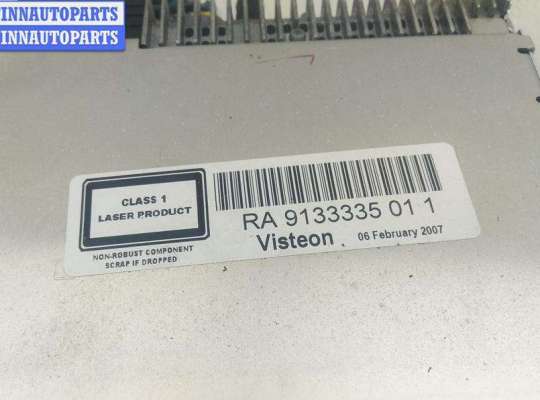 INNAUTOPARTS
INNAUTOPARTS
CLASS 1
LASER PRODUCT
NON-ROBUST COMPONENT
SCRAP IF DROPPED
RA 9133335 01 1
Visteon . 06 February 2007